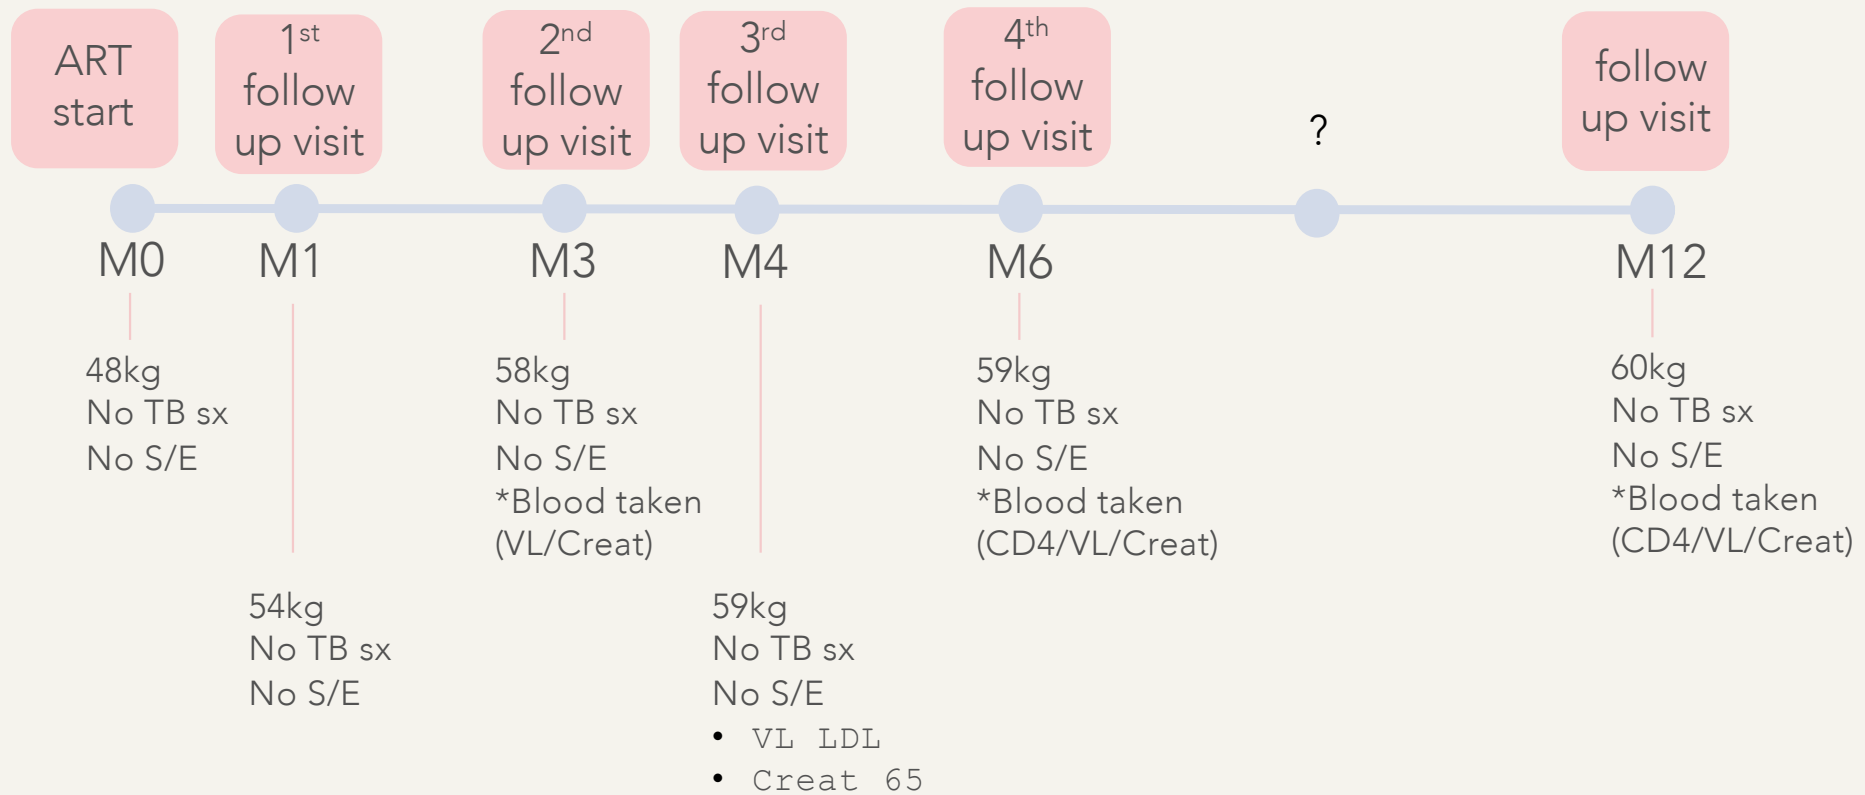 ART
start
1st
follow
up visit
2nd
follow
up visit
3rd
follow
up visit
4th
follow
up visit
?
follow
up visit
M0
M1
M3
M4
M6
M12
48kg
No TB sx
No S/E
54kg
No TB sx
No S/E
58kg
No TB sx
No S/E
*Blood taken
(VL/Creat)
59kg
No TB sx
No S/E
• VL LDL
• Creat 65
59kg
No TB sx
No S/E
*Blood taken
(CD4/VL/Creat)
60kg
No TB sx
No S/E
*Blood taken
(CD4/VL/Creat)